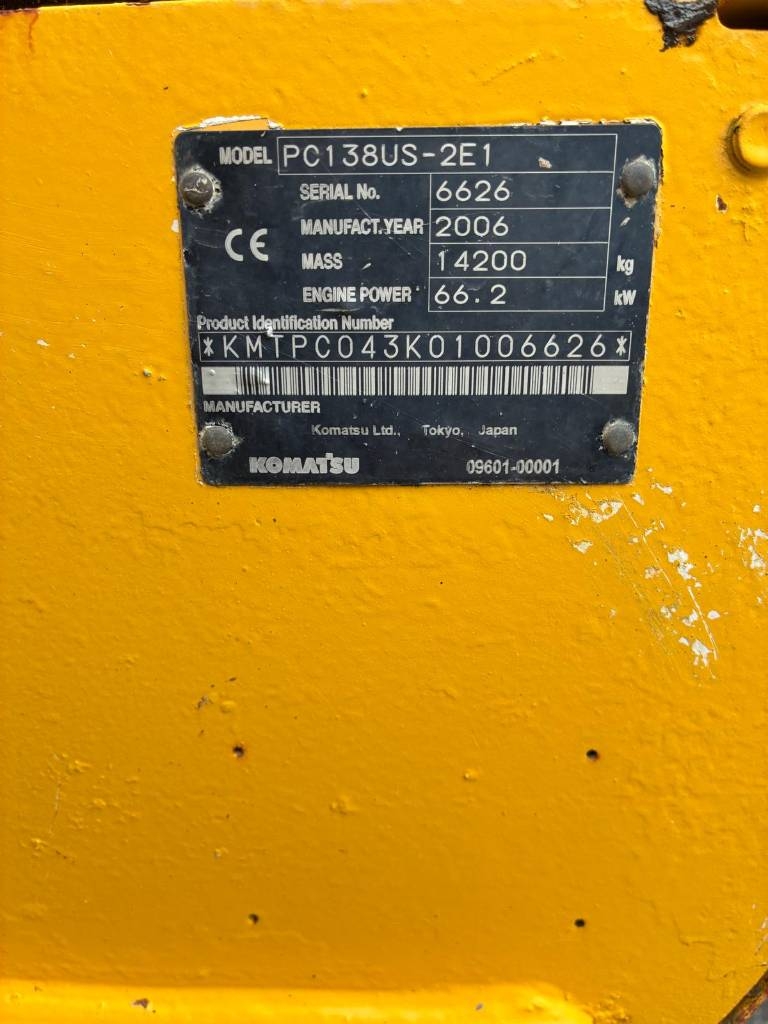 MODEL PC138US-2E1
SERIAL No. 6626
MANUFACT.YEAR 2006
CE
MASS 14200 kg
ENGINE POWER 66.2 kW
Product Identification Number
*KMTPC043K01006626*
MANUFACTURER
Komatsu Ltd., Tokyo, Japan
KOMATSU 09601-00001